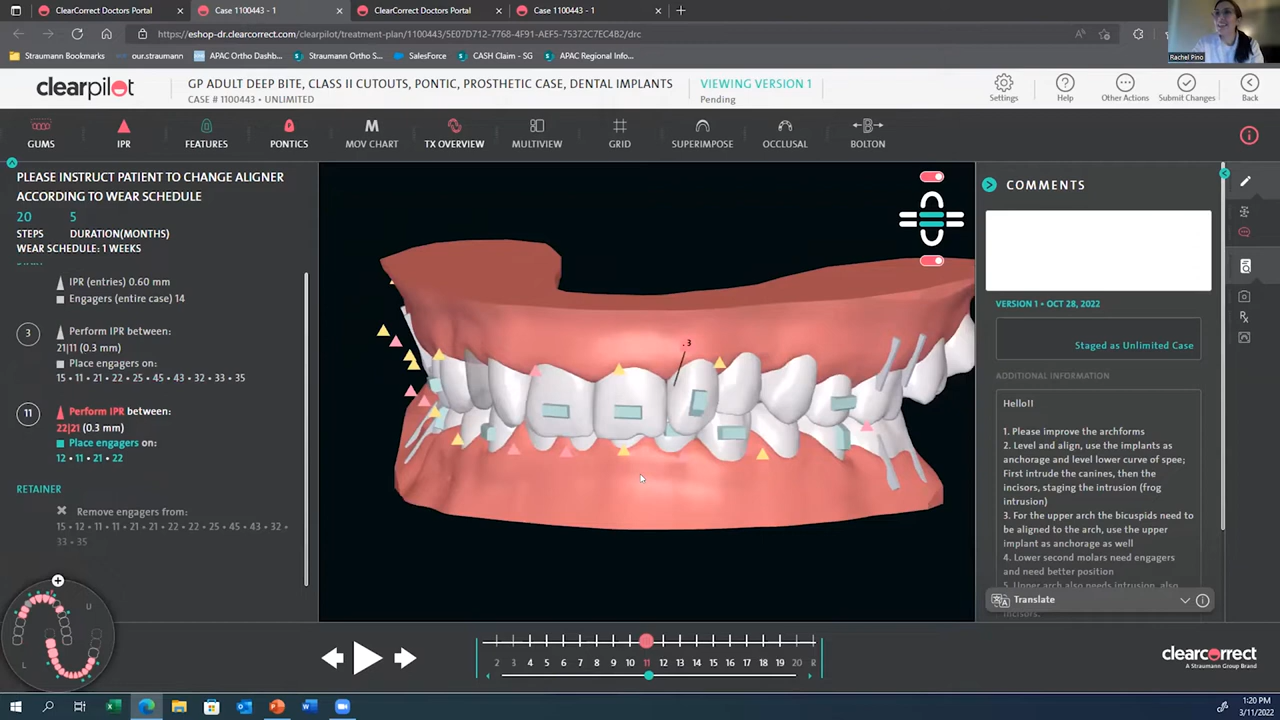 ClearCorrect Doctors Portal
Case 1100443 - 1
ClearCorrect Doctors Portal
Case 1100443 - 1
https://eshop-dr.clearcorrect.com/clearpilot/treatment-plan/1100443/5E07D712-7768-4F91-AEF5-75372C7EC4B2/drc
Straumann Bookmarks
our.straumann
APAC Ortho Dashb...
Straumann Ortho S...
SalesForce
CASH Claim - SG
APAC Regional Info...
Rachel Pino
clearpilot
GP ADULT DEEP BITE, CLASS II CUTOUTS, PONTIC, PROSTHETIC CASE, DENTAL IMPLANTS
CASE # 1100443 • UNLIMITED
VIEWING VERSION 1
Pending
Settings
Help
Other Actions
Submit Changes
Back
GUMS
IPR
FEATURES
PONTICS
M
MOV CHART
TX OVERVIEW
MULTIVIEW
GRID
SUPERIMPOSE
OCCLUSAL
B
BOLTON
PLEASE INSTRUCT PATIENT TO CHANGE ALIGNER
ACCORDING TO WEAR SCHEDULE
20 5
STEPS DURATION(MONTHS)
WEAR SCHEDULE: 1 WEEKS
IPR (entries) 0.60 mm
Engagers (entire case) 14
3 Perform IPR between:
21|11 (0.3 mm)
Place engagers on:
15 • 11 • 21 • 22 • 25 • 45 • 43 • 32 • 33 • 35
11 Perform IPR between:
22|21 (0.3 mm)
Place engagers on:
12 • 11 • 21 • 22
RETAINER
Remove engagers from:
15 • 12 • 11 • 11 • 21 • 21 • 22 • 22 • 25 • 45 • 43 • 32 •
33 • 35
U
L
.3
COMMENTS
VERSION 1 • OCT 28, 2022
Staged as Unlimited Case
ADDITIONAL INFORMATION
Hello!!
1. Please improve the archforms
2. Level and align, use the implants as
anchorage and level lower curve of spee;
First intrude the canines, then the
incisors, staging the intrusion (frog
intrusion)
3. For the upper arch the bicuspids need to
be aligned to the arch, use the upper
implant as anchorage as well
4. Lower second molars need engagers
and need better position
5. Upper arch also needs intrusion, also
Translate
incisors.
Rx
2 3 4 5 6 7 8 9 10 11 12 13 14 15 16 17 18 19 20 R
clearcorrect
A Straumann Group Brand
1:20 PM
3/11/2022